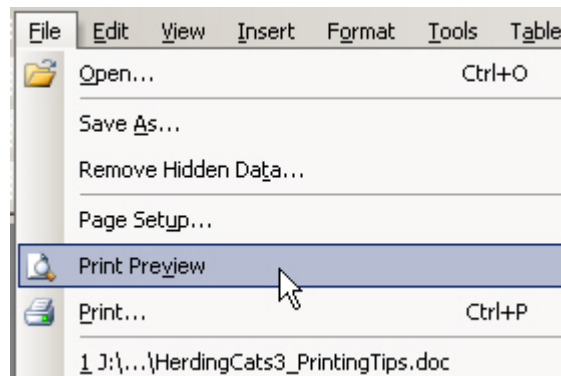 File Edit View Insert Format Tools Table
Open... Ctrl+O
Save As...
Remove Hidden Data...
Page Setup...
Print Preview
Print... Ctrl+P
1 J:\...\HerdingCats3_PrintingTips.doc